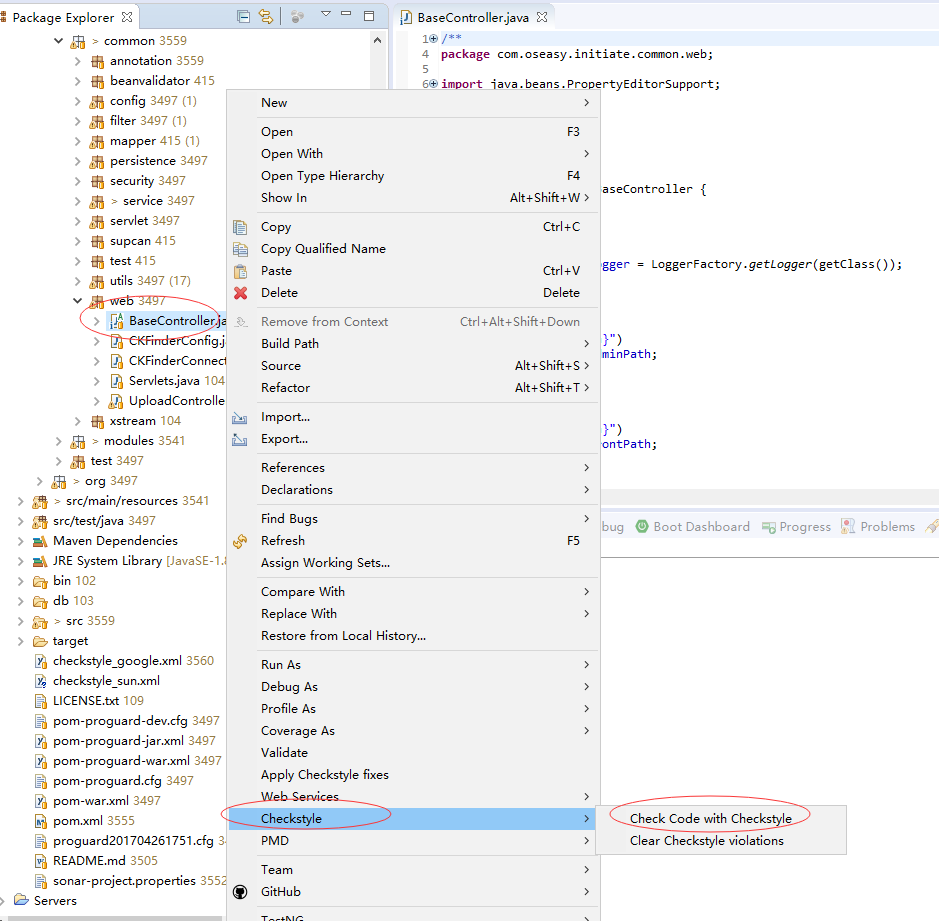 Package Explorer
> common 3559
annotation 3559
beanvalidator 415
config 3497 (1)
filter 3497 (1)
mapper 415 (1)
persistence 3497
security 3497
> service 3497
servlet 3497
supcan 415
test 415
utils 3497 (17)
web 3497
BaseController.ja
CKFinderConfig.j
CKFinderConnect
Servlets.java 104
UploadControlle
xstream 104
> modules 3541
test 3497
> org 3497
> src/main/resources 3541
src/test/java 3497
Maven Dependencies
JRE System Library [JavaSE-1.8
bin 102
db 103
> src 3559
target
checkstyle_google.xml 3560
checkstyle_sun.xml
LICENSE.txt 109
pom-proguard-dev.cfg 3497
pom-proguard-jar.xml 3497
pom-proguard-war.xml 3497
pom-proguard.cfg 3497
pom-war.xml 3497
pom.xml 3555
proguard201704261751.cfg 3
README.md 3505
sonar-project.properties 3552
Servers
BaseController.java
1 /**
4 package com.oseasy.initiate.common.web;
5
6 import java.beans.PropertyEditorSupport;
BaseController {
gger = LoggerFactory.getLogger(getClass());
}")
minPath;
}")
ontPath;
bug Boot Dashboard Progress Problems
New
Open F3
Open With
Open Type Hierarchy F4
Show In Alt+Shift+W
Copy Ctrl+C
Copy Qualified Name
Paste Ctrl+V
Delete Delete
Remove from Context Ctrl+Alt+Shift+Down
Build Path
Source Alt+Shift+S
Refactor Alt+Shift+T
Import...
Export...
References
Declarations
Find Bugs
Refresh F5
Assign Working Sets...
Compare With
Replace With
Restore from Local History...
Run As
Debug As
Profile As
Coverage As
Validate
Apply Checkstyle fixes
Web Services
Checkstyle
PMD
Team
GitHub
TestNG
Check Code with Checkstyle
Clear Checkstyle violations